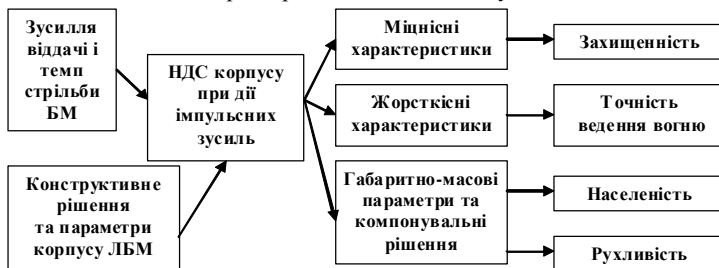 Зусилля
віддачі і
темп
стрільби
БМ
Конструктивне
рішення
та параметри
корпусу ЛБМ
НДС корпусу
при дії
імпульсних
зусиль
Міцнісні
характеристики
Жорсткісні
характеристики
Габаритно-масові
параметри та
компонувальні
рішення
Захищенність
Точність
ведення вогню
Населеність
Рухливість